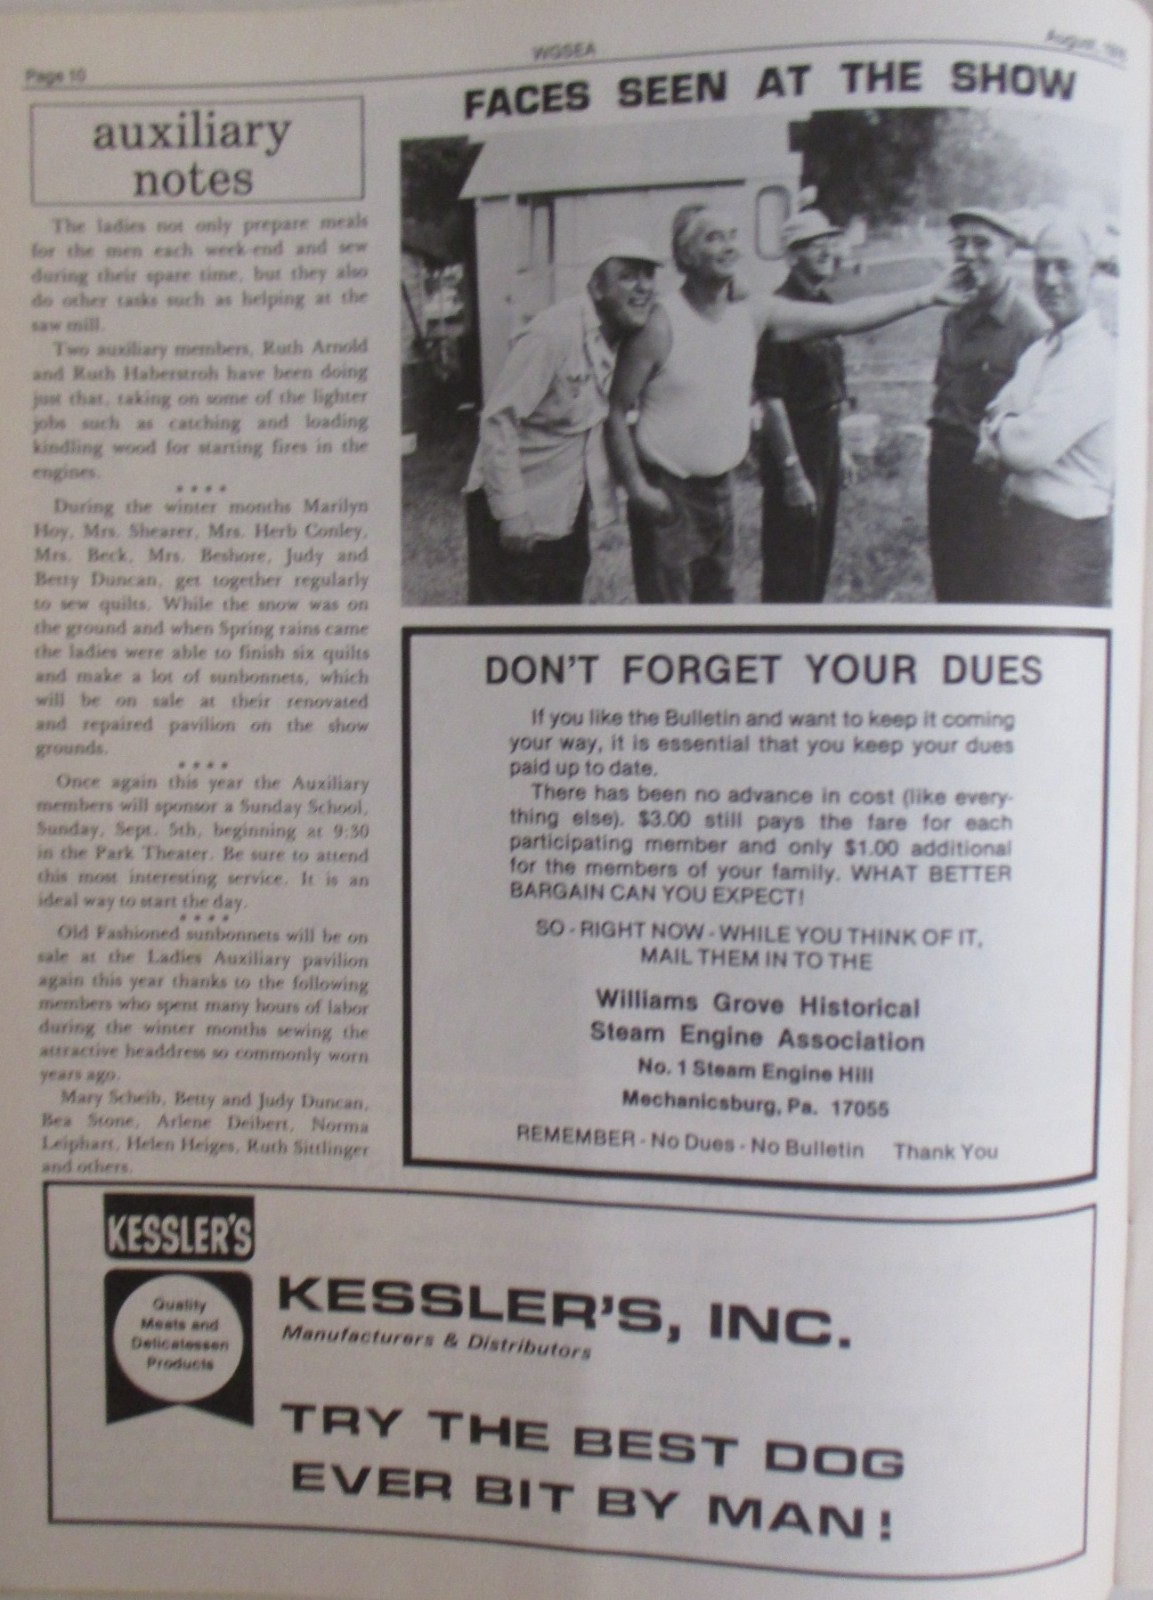 Page 10
WGSEA
August,
auxiliary
notes
The ladies not only prepare meals
for the men each week-end and sew
during their spare time, but they also
do other tasks such as helping at the
saw mill.
Two auxiliary members, Ruth Arnold
and Ruth Haberstroh have been doing
just that, taking on some of the lighter
jobs such as catching and loading
kindling wood for starting fires in the
engines.
* * * *
During the winter months Marilyn
Hoy, Mrs. Shearer, Mrs. Herb Conley,
Mrs. Beck, Mrs. Beshore, Judy and
Betty Duncan, get together regularly
to sew quilts. While the snow was on
the ground and when Spring rains came
the ladies were able to finish six quilts
and make a lot of sunbonnets, which
will be on sale at their renovated
and repaired pavilion on the show
grounds.
* * * *
Once again this year the Auxiliary
members will sponsor a Sunday School,
Sunday, Sept. 5th, beginning at 9:30
in the Park Theater. Be sure to attend
this most interesting service. It is an
ideal way to start the day.
* * * *
Old Fashioned sunbonnets will be on
sale at the Ladies Auxiliary pavilion
again this year thanks to the following
members who spent many hours of labor
during the winter months sewing the
attractive headdress so commonly worn
years ago.
Mary Scheib, Betty and Judy Duncan,
Bea Stone, Arlene Deibert, Norma
Leiphart, Helen Heiges, Ruth Sittlinger
and others.
FACES SEEN AT THE SHOW
DON'T FORGET YOUR DUES
If you like the Bulletin and want to keep it coming
your way, it is essential that you keep your dues
paid up to date.
There has been no advance in cost (like every-
thing else). $3.00 still pays the fare for each
participating member and only $1.00 additional
for the members of your family. WHAT BETTER
BARGAIN CAN YOU EXPECT!
SO - RIGHT NOW - WHILE YOU THINK OF IT,
MAIL THEM IN TO THE
Williams Grove Historical
Steam Engine Association
No. 1 Steam Engine Hill
Mechanicsburg, Pa. 17055
REMEMBER - No Dues - No Bulletin Thank You
KESSLER'S
Quality
Meats and
Delicatessen
Products
KESSLER'S, INC.
Manufacturers & Distributors
TRY THE BEST DOG
EVER BIT BY MAN!